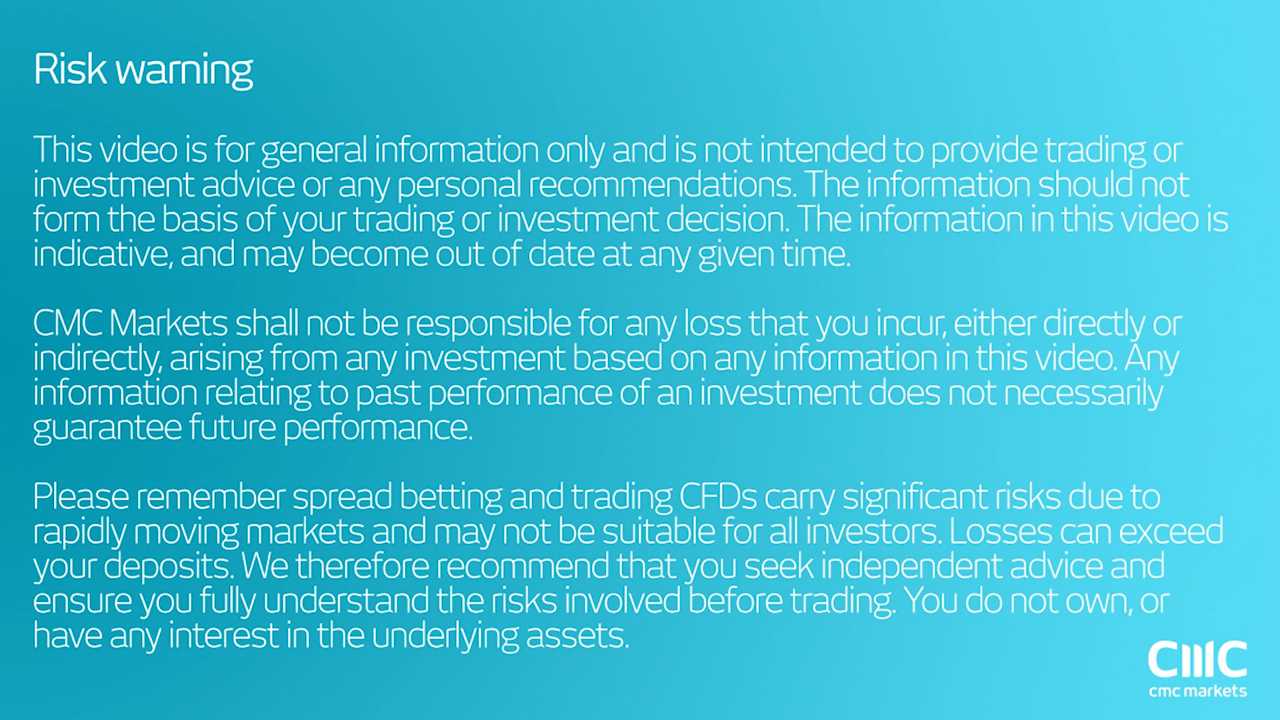 Risk warning
This video is for general information only and is not intended to provide trading or
investment advice or any personal recommendations. The information should not
form the basis of your trading or investment decision. The information in this video is
indicative, and may become out of date at any given time.
CMC Markets shall not be responsible for any loss that you incur, either directly or
indirectly, arising from any investment based on any information in this video. Any
information relating to past performance of an investment does not necessarily
guarantee future performance.
Please remember spread betting and trading CFDs carry significant risks due to
rapidly moving markets and may not be suitable for all investors. Losses can exceed
your deposits. We therefore recommend that you seek independent advice and
ensure you fully understand the risks involved before trading. You do not own, or
have any interest in the underlying assets.
CMC
cmc markets